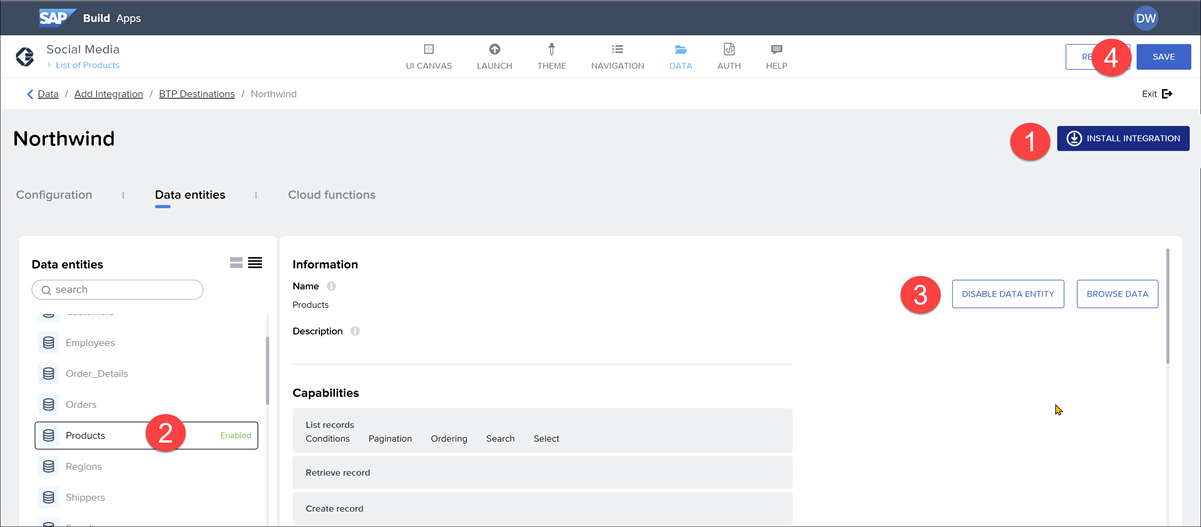 SAP Build Apps
DW
Social Media
List of Products
UI CANVAS
LAUNCH
THEME
NAVIGATION
DATA
AUTH
HELP
4
SAVE
Data / Add Integration / BTP Destinations / Northwind
Exit
Northwind
1
INSTALL INTEGRATION
Configuration
Data entities
Cloud functions
Data entities
search
Customers
Employees
Order_Details
Orders
Products
2
Enabled
Regions
Shippers
Information
Name
Products
Description
3
DISABLE DATA ENTITY
BROWSE DATA
Capabilities
List records
Conditions Pagination Ordering Search Select
Retrieve record
Create record